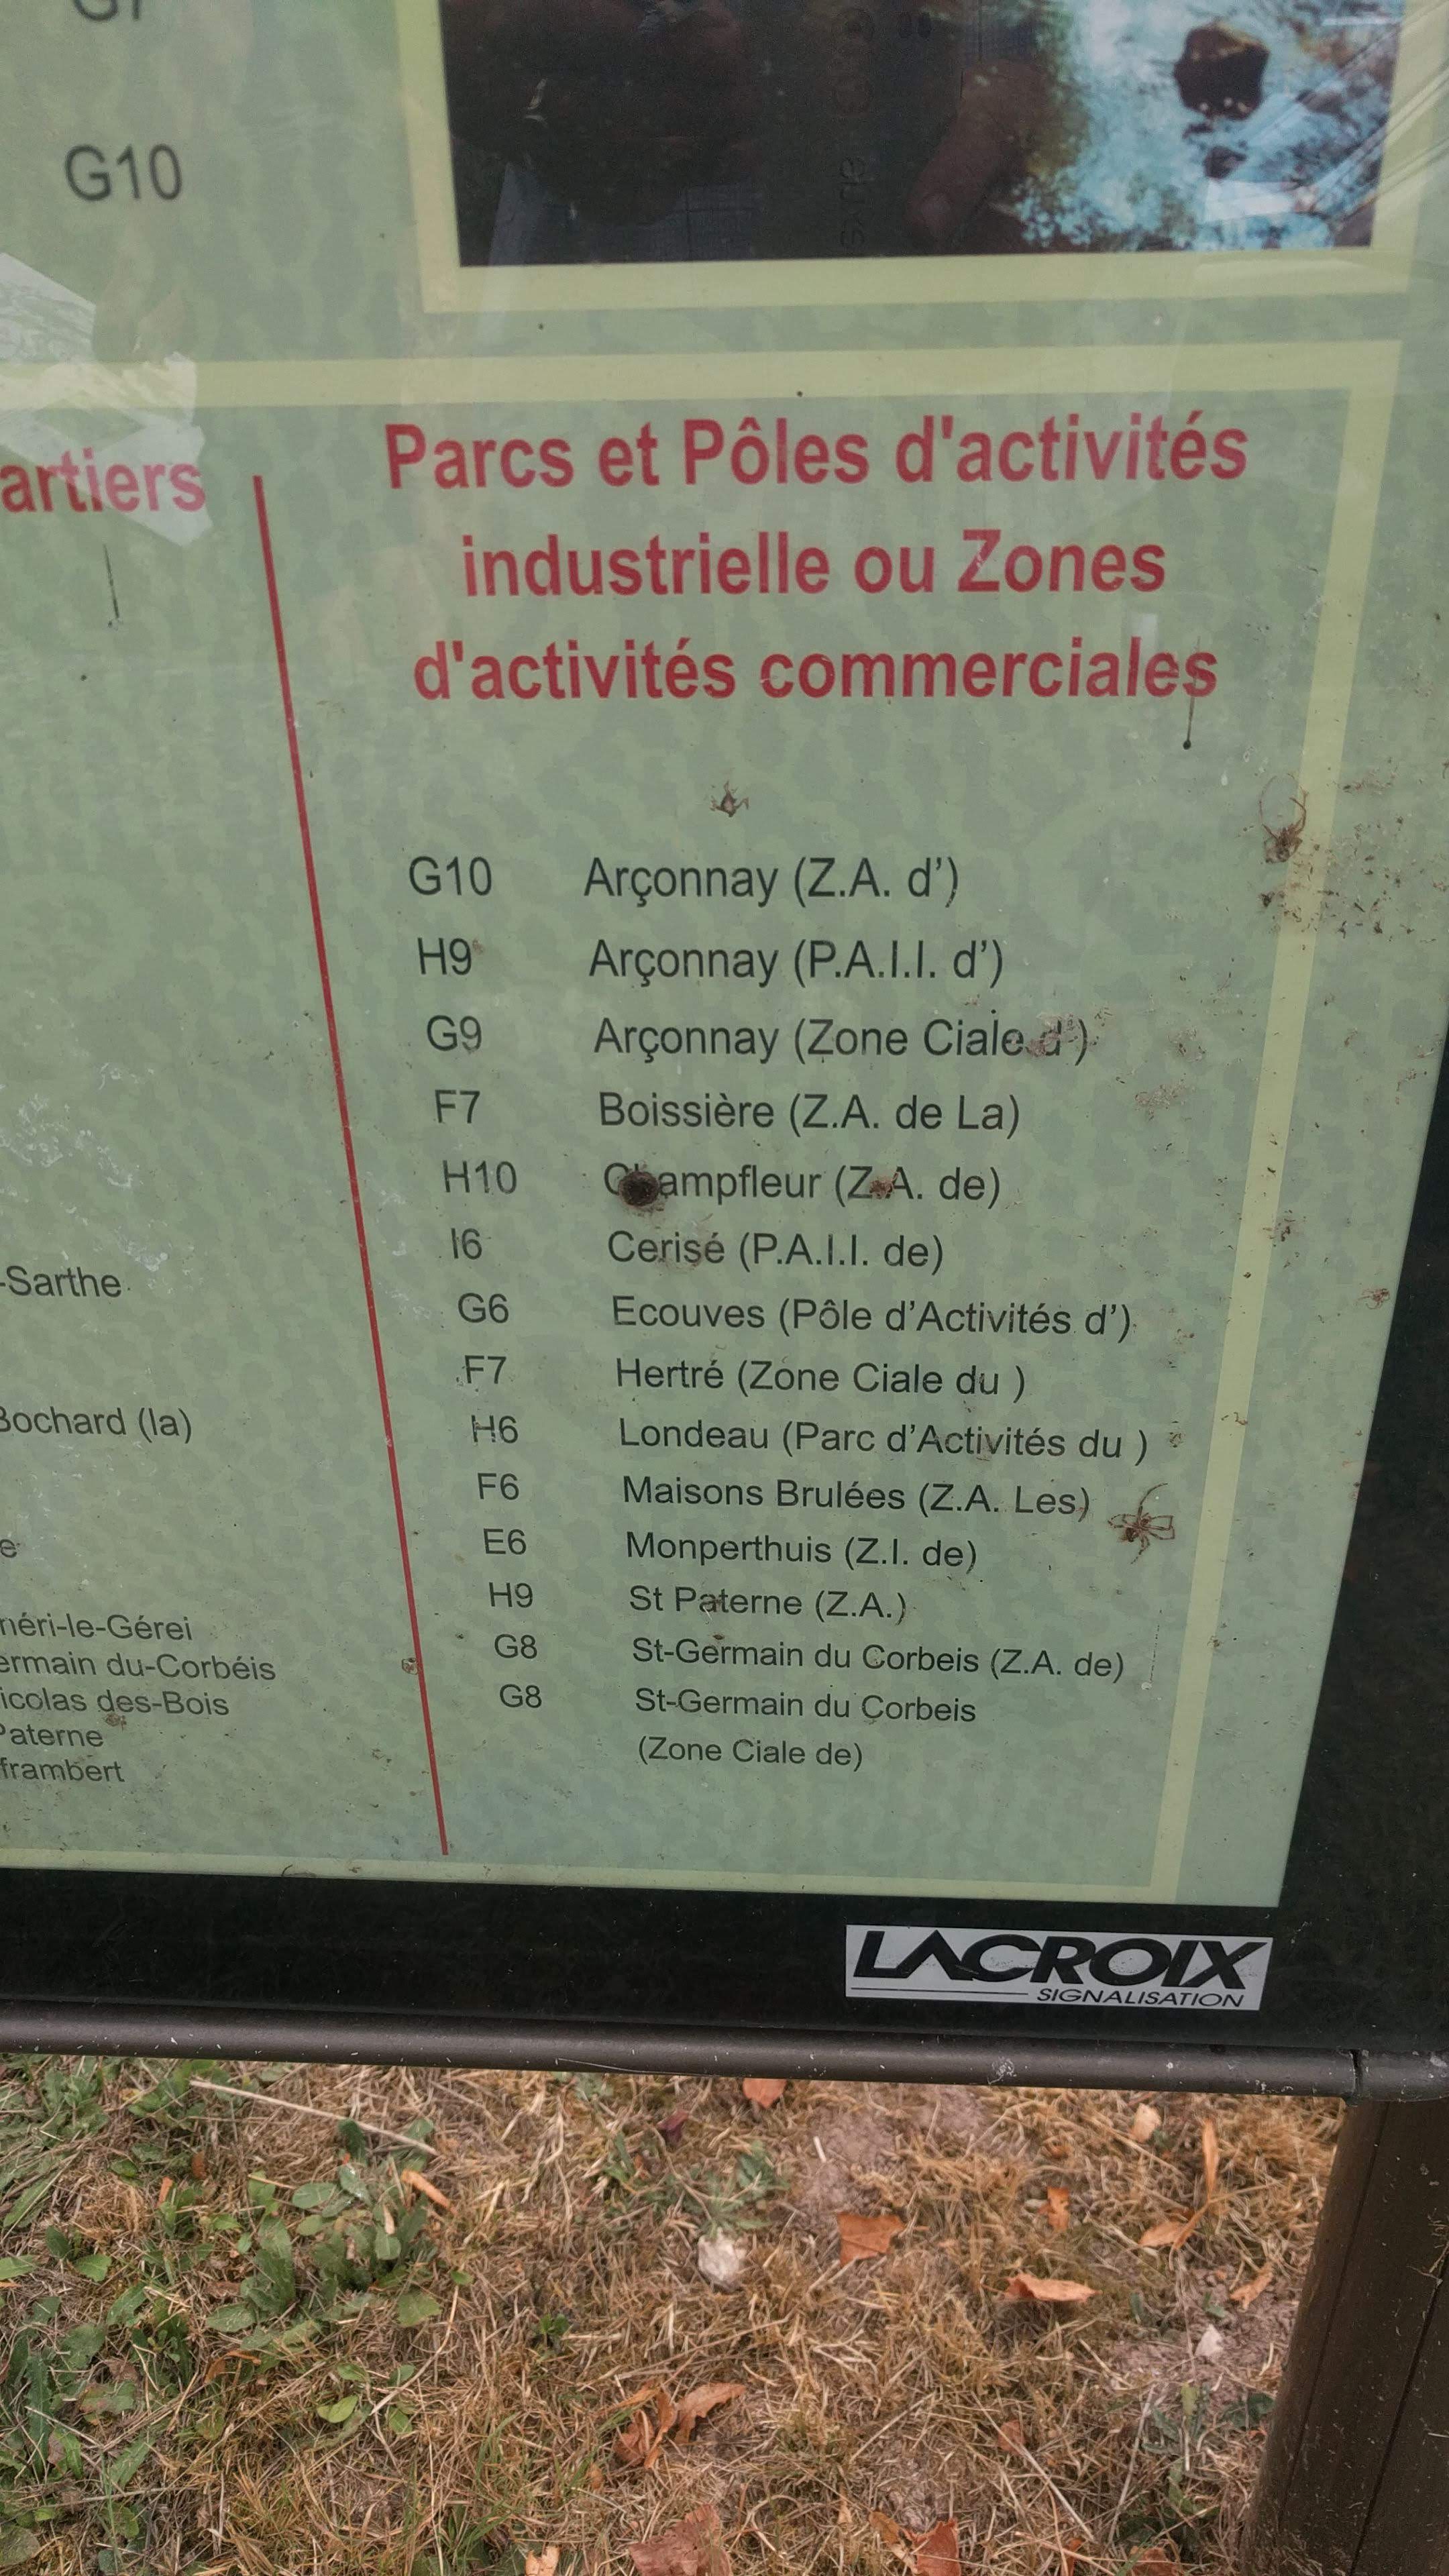 G10
artiers
-Sarthe
Bochard (la)
e
néri-le-Gérei
ermain du-Corbéis
icolas des-Bois
Paterne
frambert
Parcs et Pôles d'activités
industrielle ou Zones
d'activités commerciales
G10 Arçonnay (Z.A. d’)
H9 Arçonnay (P.A.I.I. d’)
G9 Arçonnay (Zone Ciale d’)
F7 Boissière (Z.A. de La)
H10 Champfleur (Z.A. de)
I6 Cerisé (P.A.I.I. de)
G6 Ecouves (Pôle d’Activités d’)
F7 Hertré (Zone Ciale du )
H6 Londeau (Parc d’Activités du )
F6 Maisons Brulées (Z.A. Les)
E6 Monperthuis (Z.I. de)
H9 St Paterne (Z.A.)
G8 St-Germain du Corbeis (Z.A. de)
G8 St-Germain du Corbeis
(Zone Ciale de)
LACROIX
SIGNALISATION